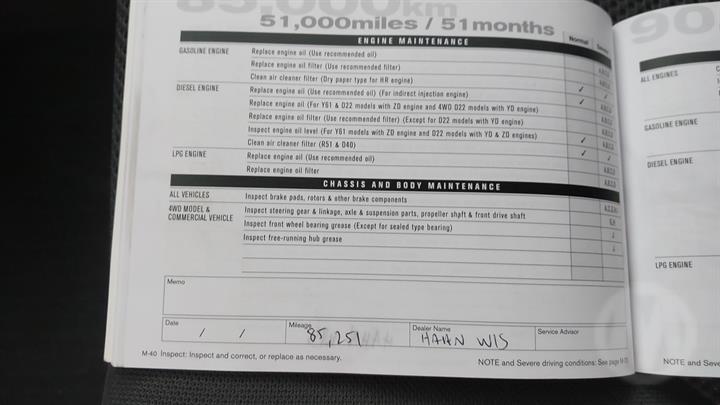 85,000km
51,000miles / 51months
ENGINE MAINTENANCE Normal Severe
GASOLINE ENGINE Replace engine oil (Use recommended oil)
Replace engine oil filter (Use recommended filter) A,B,C,D
Clean air cleaner filter (Dry paper type for HR engine)
DIESEL ENGINE Replace engine oil (Use recommended oil) (For indirect injection engine) ✓
Replace engine oil (For Y61 & D22 models with ZD engine and 4WD D22 models with YD engine) ✓
Replace engine oil filter (Use recommended filter) (Except for D22 models with YD engine)
Inspect engine oil level (For Y61 models with ZD engine and D22 models with YD & ZD engines)
Clean air cleaner filter (R51 & D40) ✓
LPG ENGINE Replace engine oil (Use recommended oil) ✓ ✓
Replace engine oil filter A,B,C,D
CHASSIS AND BODY MAINTENANCE
ALL VEHICLES Inspect brake pads, rotors & other brake components
4WD MODEL & COMMERCIAL VEHICLE Inspect steering gear & linkage, axle & suspension parts, propeller shaft & front drive shaft
Inspect front wheel bearing grease (Except for sealed type bearing)
Inspect free-running hub grease
Memo
Date / / Mileage 85,251 Dealer Name HAHN WIS Service Advisor
M-40 Inspect: Inspect and correct, or replace as necessary. NOTE and Severe driving conditions: See page
90
ALL ENGINES
GASOLINE ENGINE
DIESEL ENGINE
LPG ENGINE
NOTE and Seve